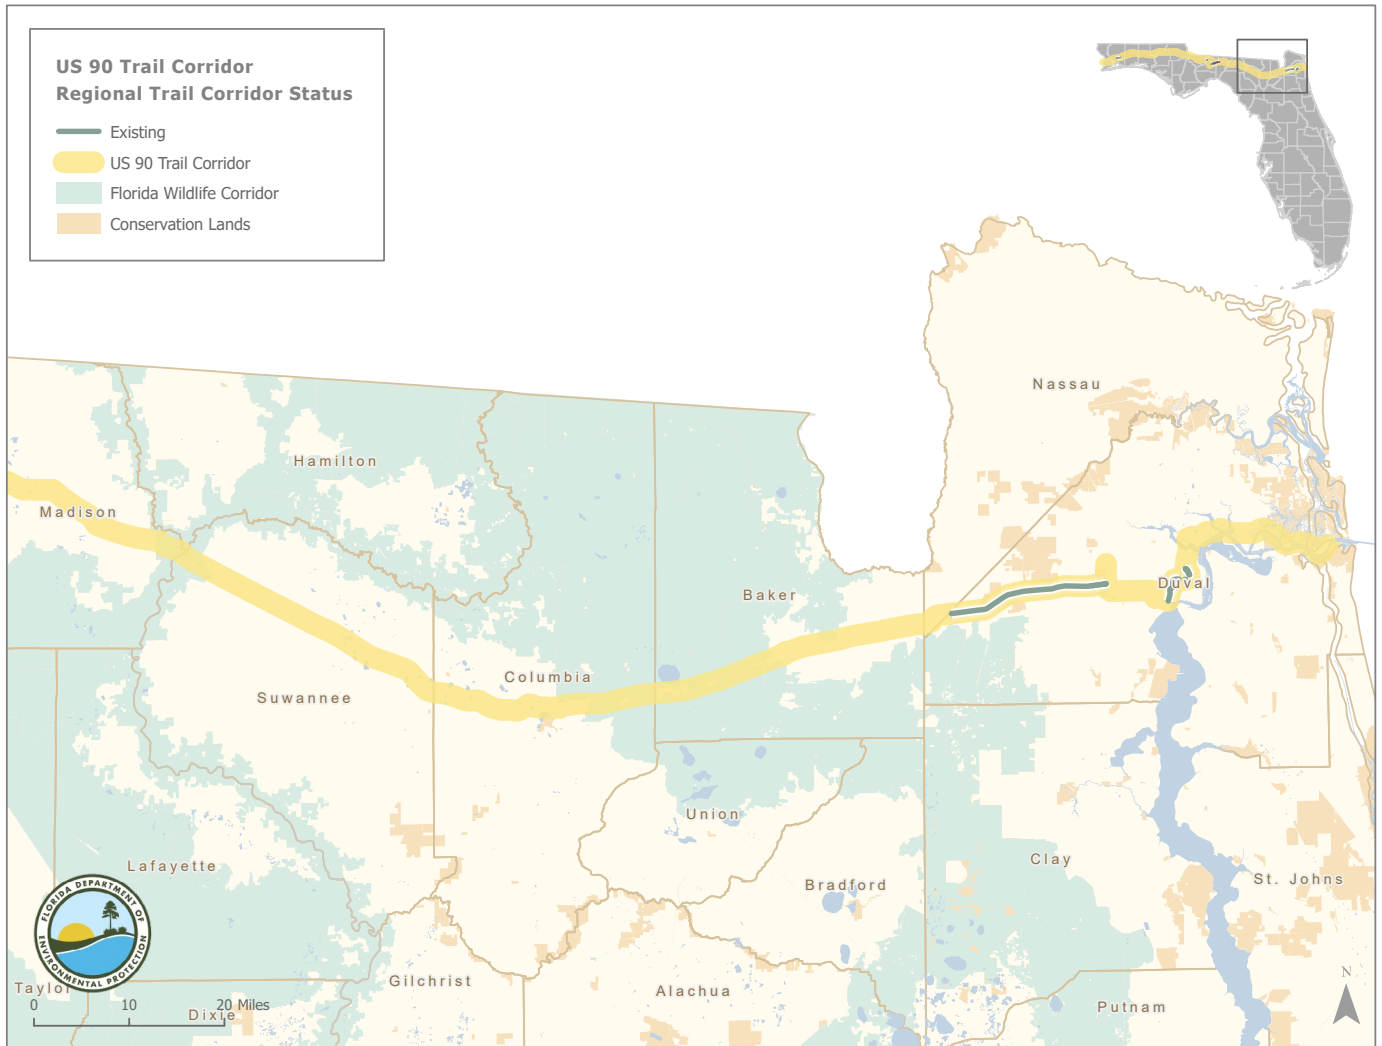 US 90 Trail Corridor
Regional Trail Corridor Status
Existing
US 90 Trail Corridor
Florida Wildlife Corridor
Conservation Lands
Nassau
Hamilton
Madison
Duval
Baker
Columbia
Suwannee
Union
Clay
Lafayette
Bradford
St. Johns
FLORIDA DEPARTMENT OF
ENVIRONMENTAL PROTECTION
Gilchrist
Taylor
Alachua
N
0 10 20 Miles
Dixie
Putnam